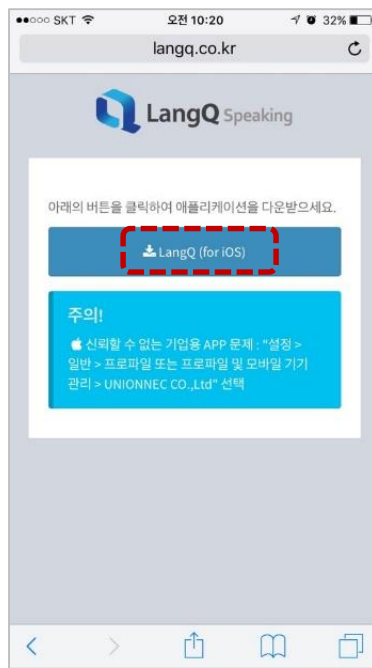 SKT 오전 10:20 32%
langq.co.kr
LangQ Speaking
아래의 버튼을 클릭하여 애플리케이션을 다운받으세요.
LangQ (for iOS)
주의!
신뢰할 수 없는 기업용 APP 문제 : "설정 >
일반 > 프로파일 또는 프로파일 및 모바일 기기
관리 > UNIONNEC CO.,Ltd" 선택